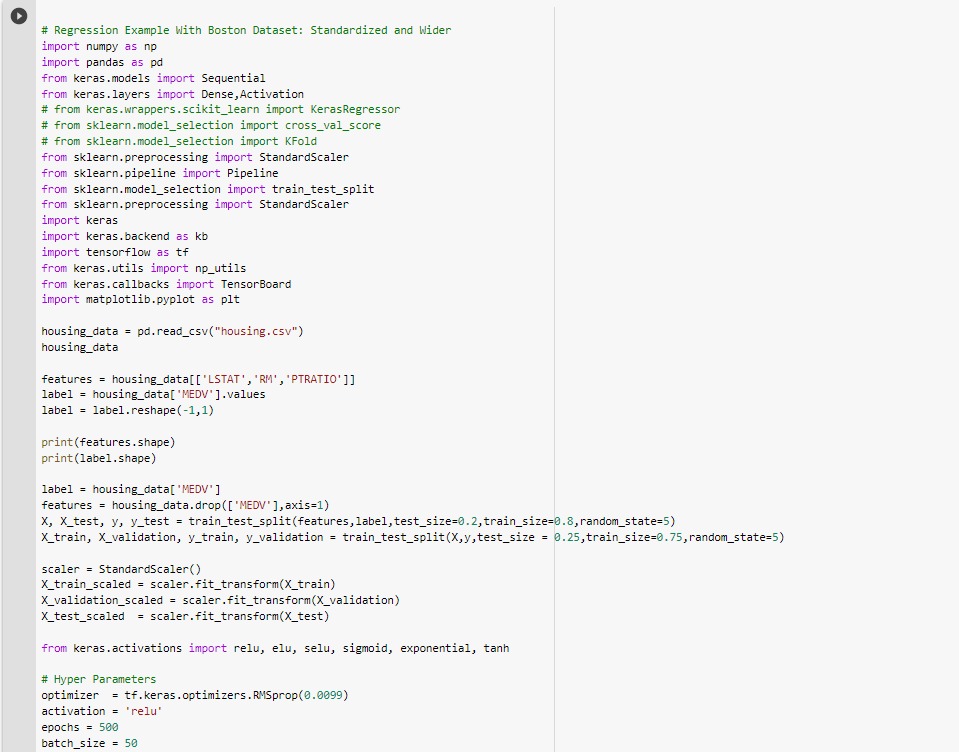 # Regression Example With Boston Dataset: Standardized and Wider
import numpy as np
import pandas as pd
from keras.models import Sequential
from keras.layers import Dense,Activation
# from keras.wrappers.scikit_learn import KerasRegressor
# from sklearn.model_selection import cross_val_score
# from sklearn.model_selection import KFold
from sklearn.preprocessing import StandardScaler
from sklearn.pipeline import Pipeline
from sklearn.model_selection import train_test_split
from sklearn.preprocessing import StandardScaler
import keras
import keras.backend as kb
import tensorflow as tf
from keras.utils import np_utils
from keras.callbacks import TensorBoard
import matplotlib.pyplot as plt
housing_data = pd.read_csv("housing.csv")
housing_data
features = housing_data[['LSTAT','RM','PTRATIO']]
label = housing_data['MEDV'].values
label = label.reshape(-1,1)
print(features.shape)
print(label.shape)
label = housing_data['MEDV']
features = housing_data.drop(['MEDV'],axis=1)
X, X_test, y, y_test = train_test_split(features,label,test_size=0.2,train_size=0.8,random_state=5)
X_train, X_validation, y_train, y_validation = train_test_split(X,y,test_size = 0.25,train_size=0.75,random_state=5)
scaler = StandardScaler()
X_train_scaled = scaler.fit_transform(X_train)
X_validation_scaled = scaler.fit_transform(X_validation)
X_test_scaled  = scaler.fit_transform(X_test)
from keras.activations import relu, elu, selu, sigmoid, exponential, tanh
# Hyper Parameters
optimizer  = tf.keras.optimizers.RMSprop(0.0099)
activation = 'relu'
epochs = 500
batch_size = 50